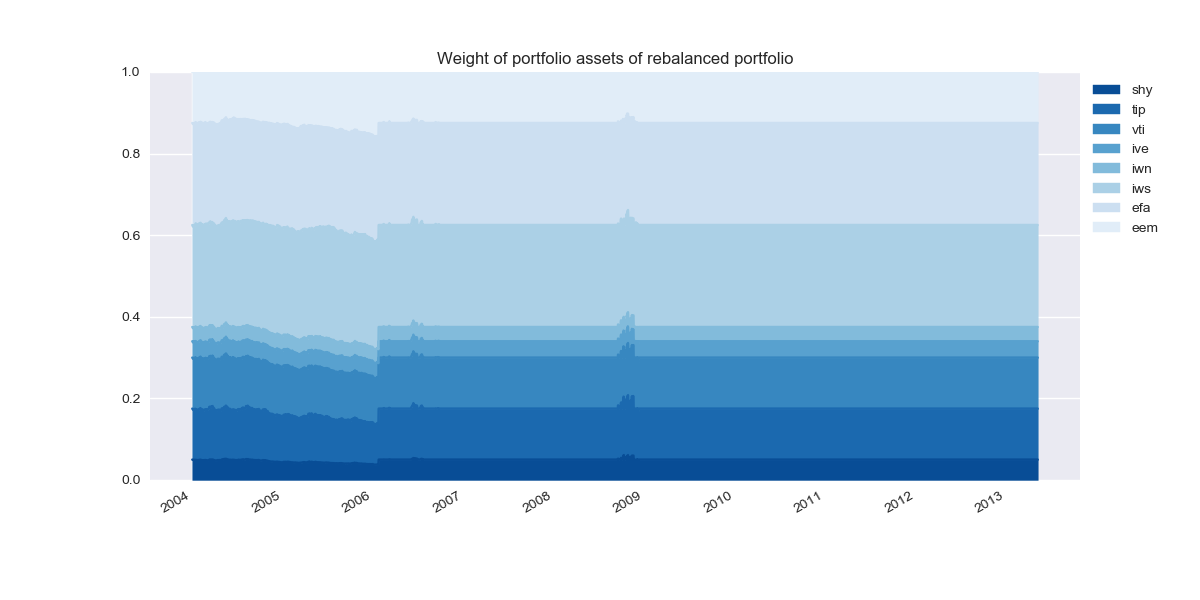 Weight of portfolio assets of rebalanced portfolio
1.0
0.8
0.6
0.4
0.2
0.0
2004
2005
2006
2007
2008
2009
2010
2011
2012
2013
shy
tip
vti
ive
iwn
iws
efa
eem